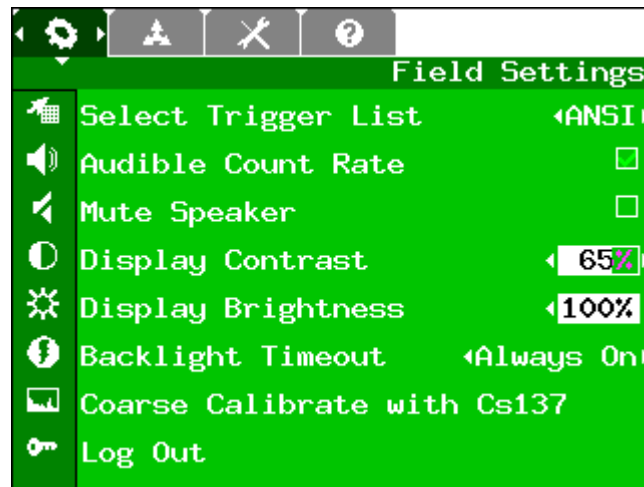 Field Settings
Select Trigger List ANSI
Audible Count Rate
Mute Speaker
Display Contrast 65%
Display Brightness 100%
Backlight Timeout Always On
Coarse Calibrate with Cs137
Log Out